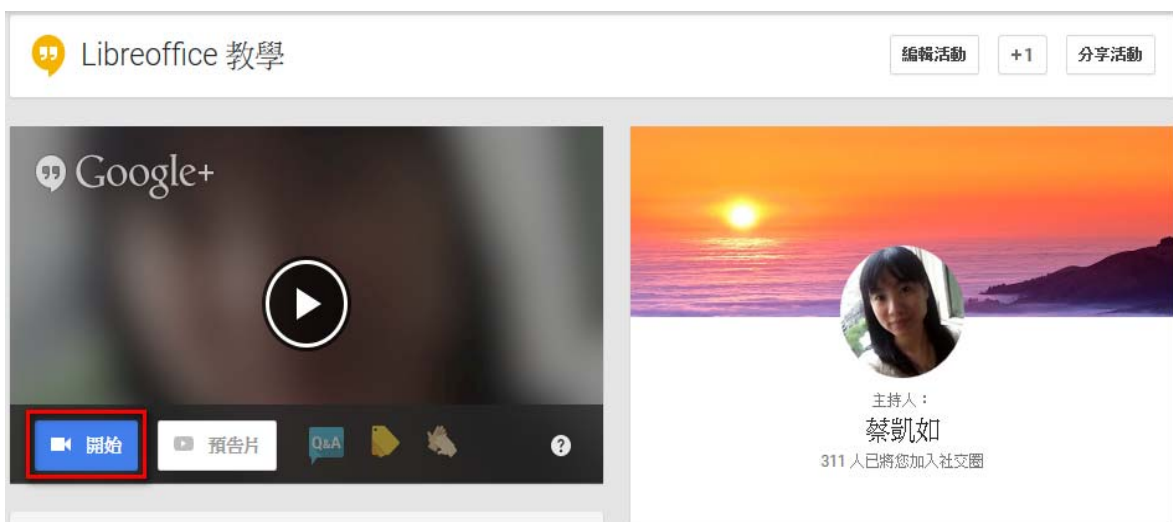 Libreoffice 教學
編輯活動
+1
分享活動
Google+
開始
預告片
Q&A
?
主持人：
蔡凱如
311 人已將您加入社交圈